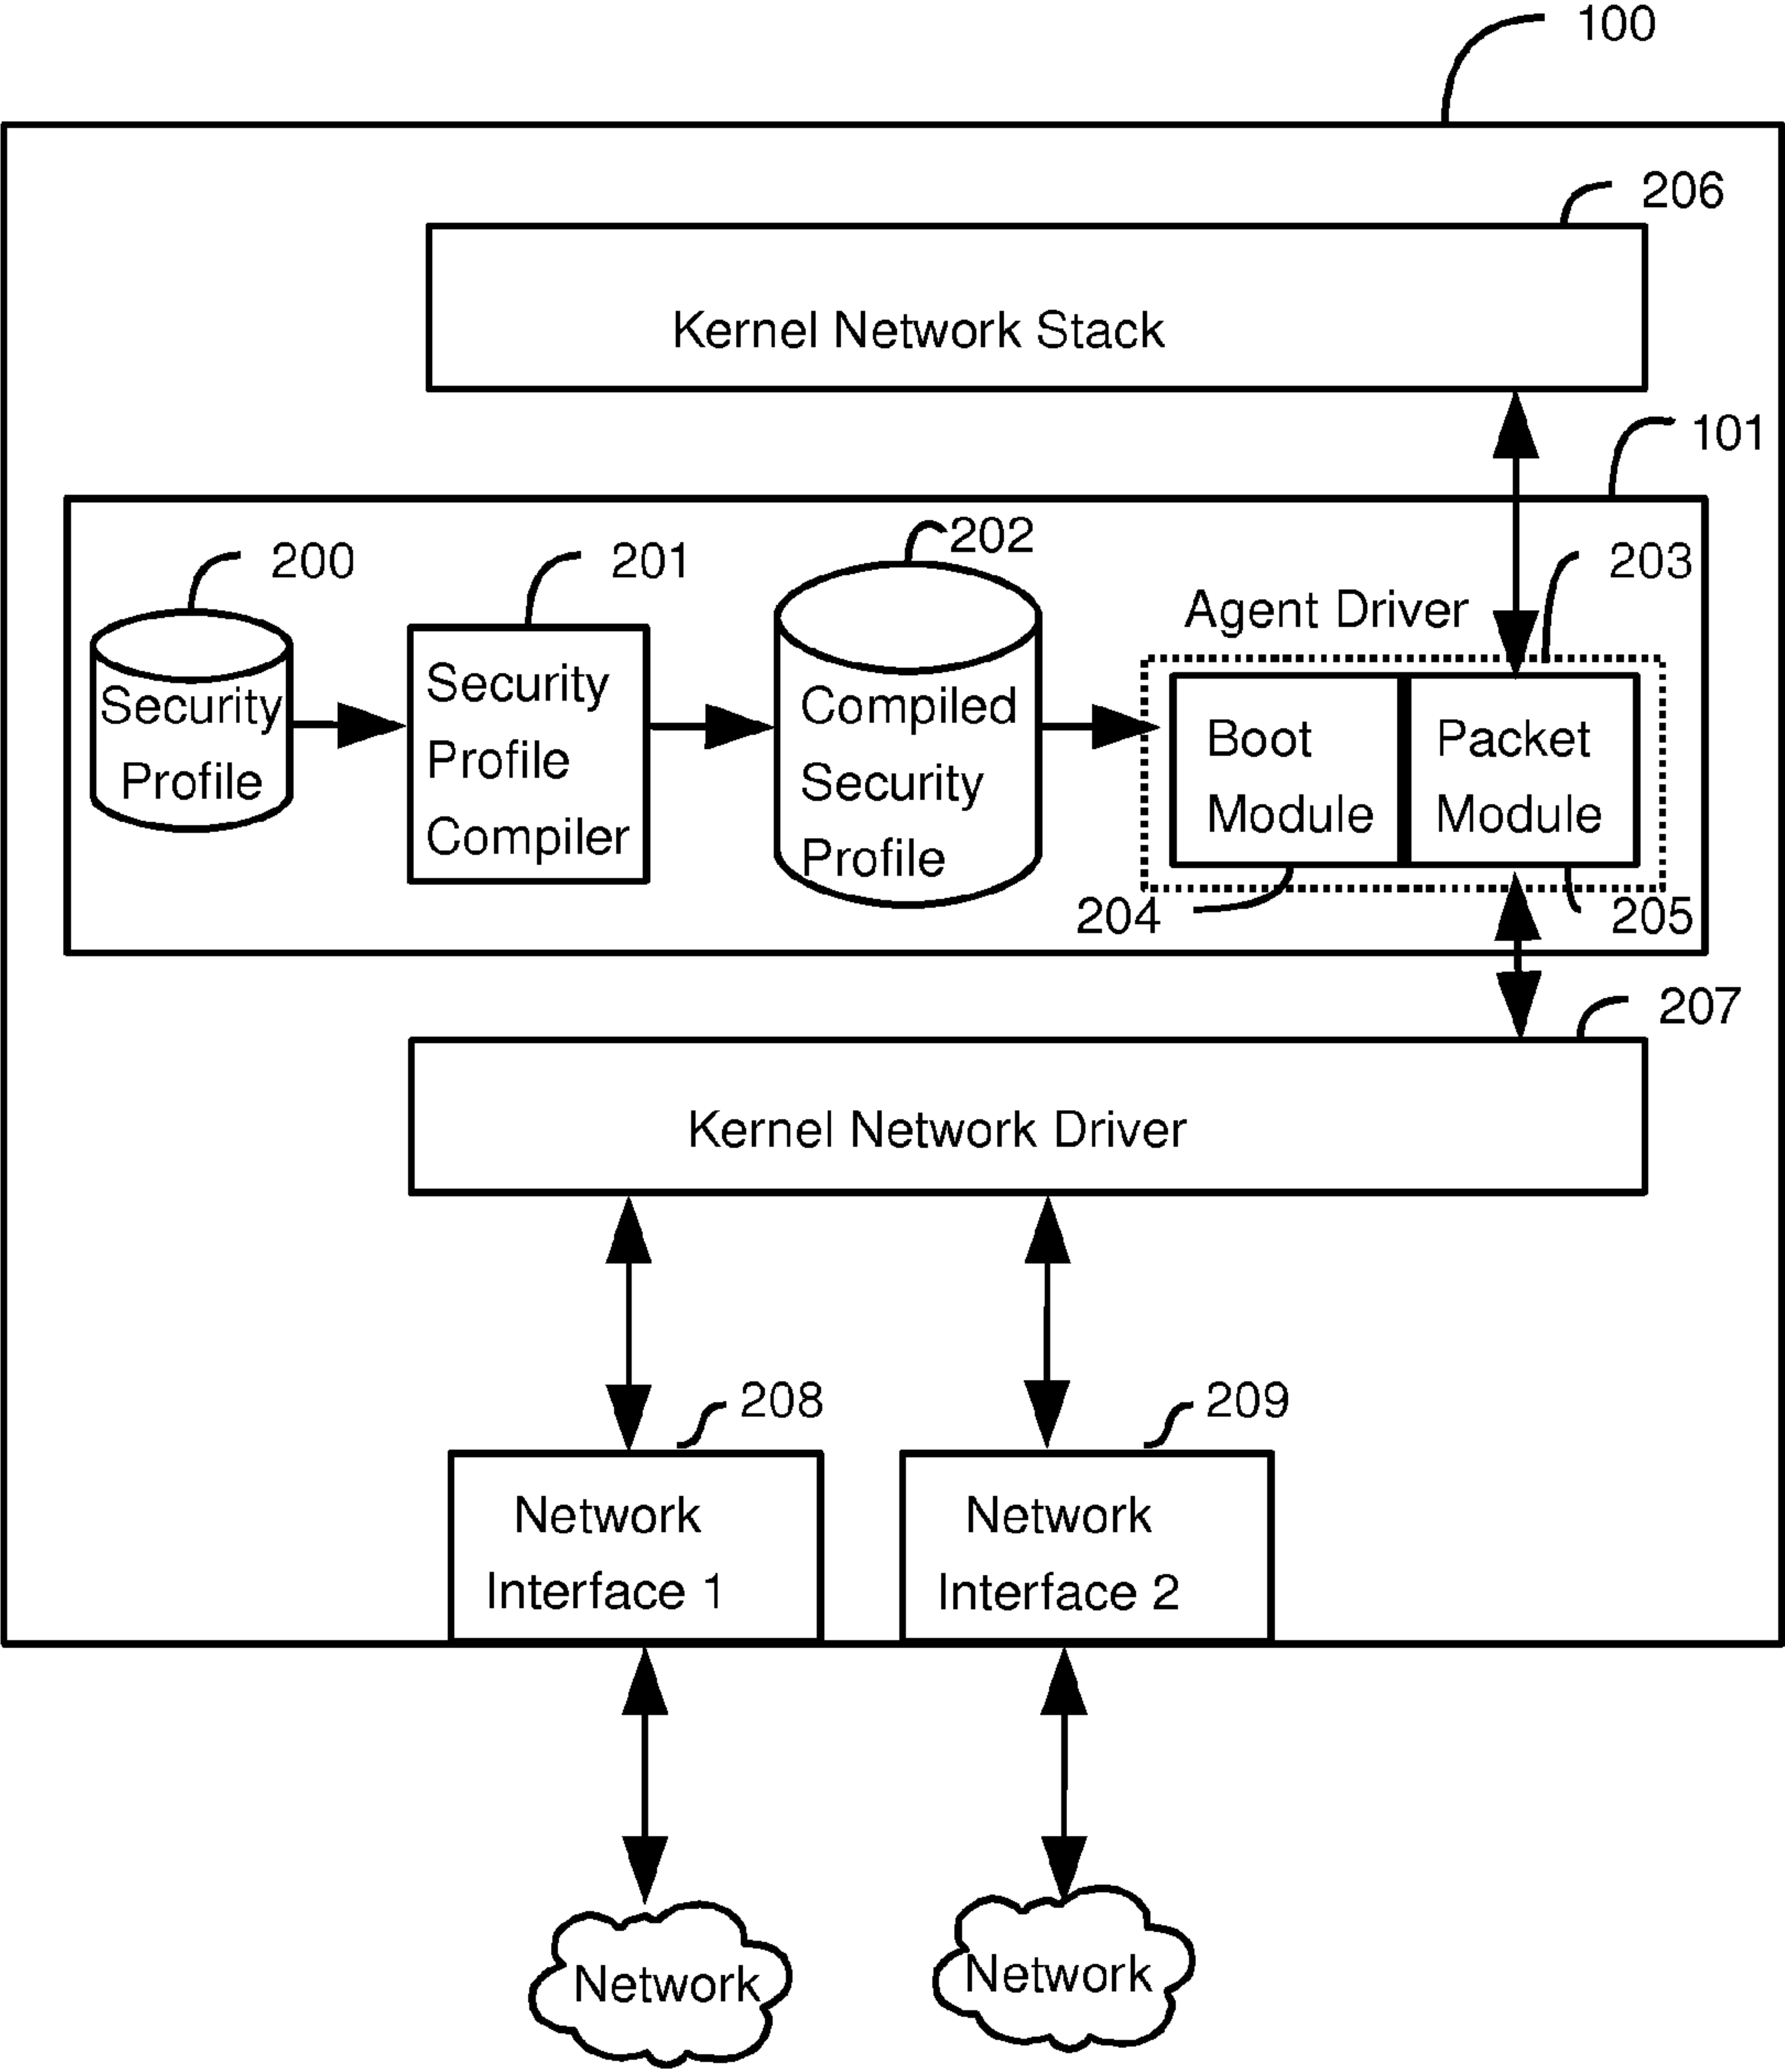 100
206
Kernel Network Stack
101
200
201
202
203
Agent Driver
Security
Profile
Security
Profile
Compiler
Compiled
Security
Profile
Boot
Module
Packet
Module
204
205
207
Kernel Network Driver
208
209
Network
Interface 1
Network
Interface 2
Network
Network